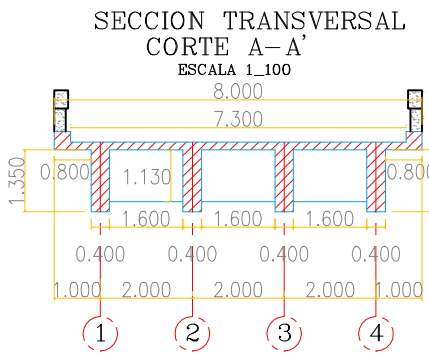 SECCION TRANSVERSAL
CORTE A-A'
ESCALA 1_100
8.000
7.300
0.800 1.130 0.800
1.350
1.600 1.600 1.600
0.400 0.400 0.400 0.400
1.000 2.000 2.000 2.000 1.000
1 2 3 4